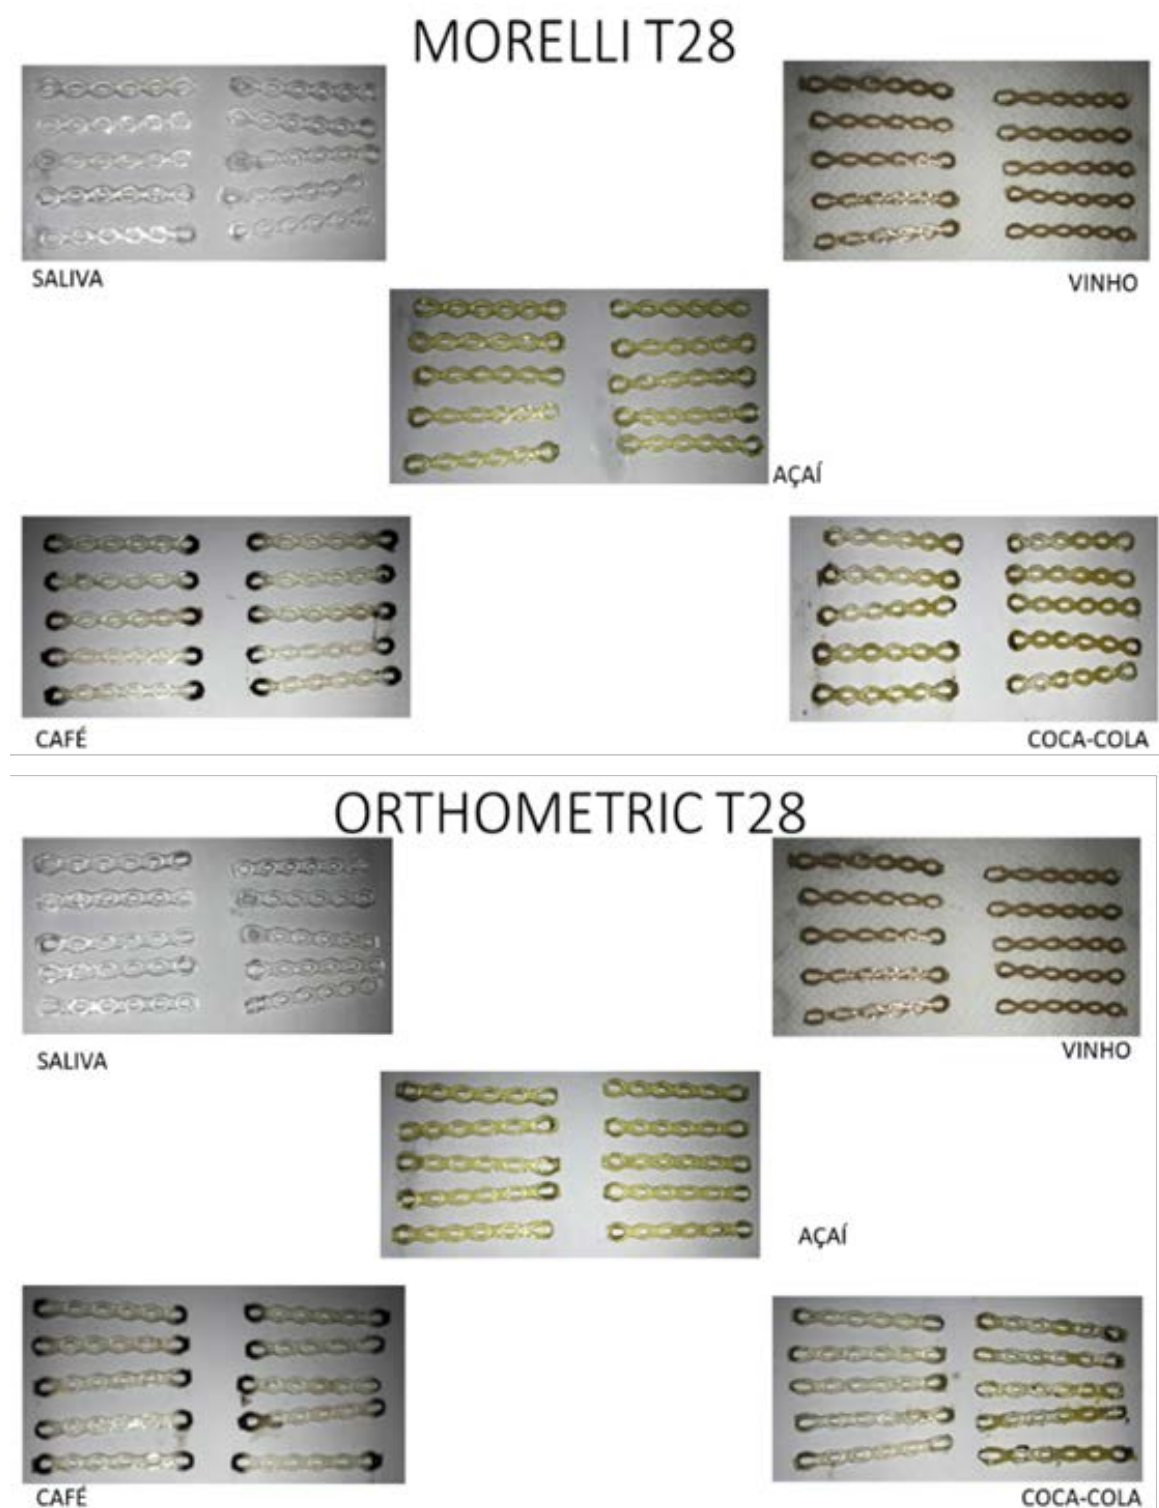 MORELLI T28
SALIVA
VINHO
AÇAÍ
CAFÉ
COCA-COLA
ORTHOMETRIC T28
SALIVA
VINHO
AÇAÍ
CAFÉ
COCA-COLA